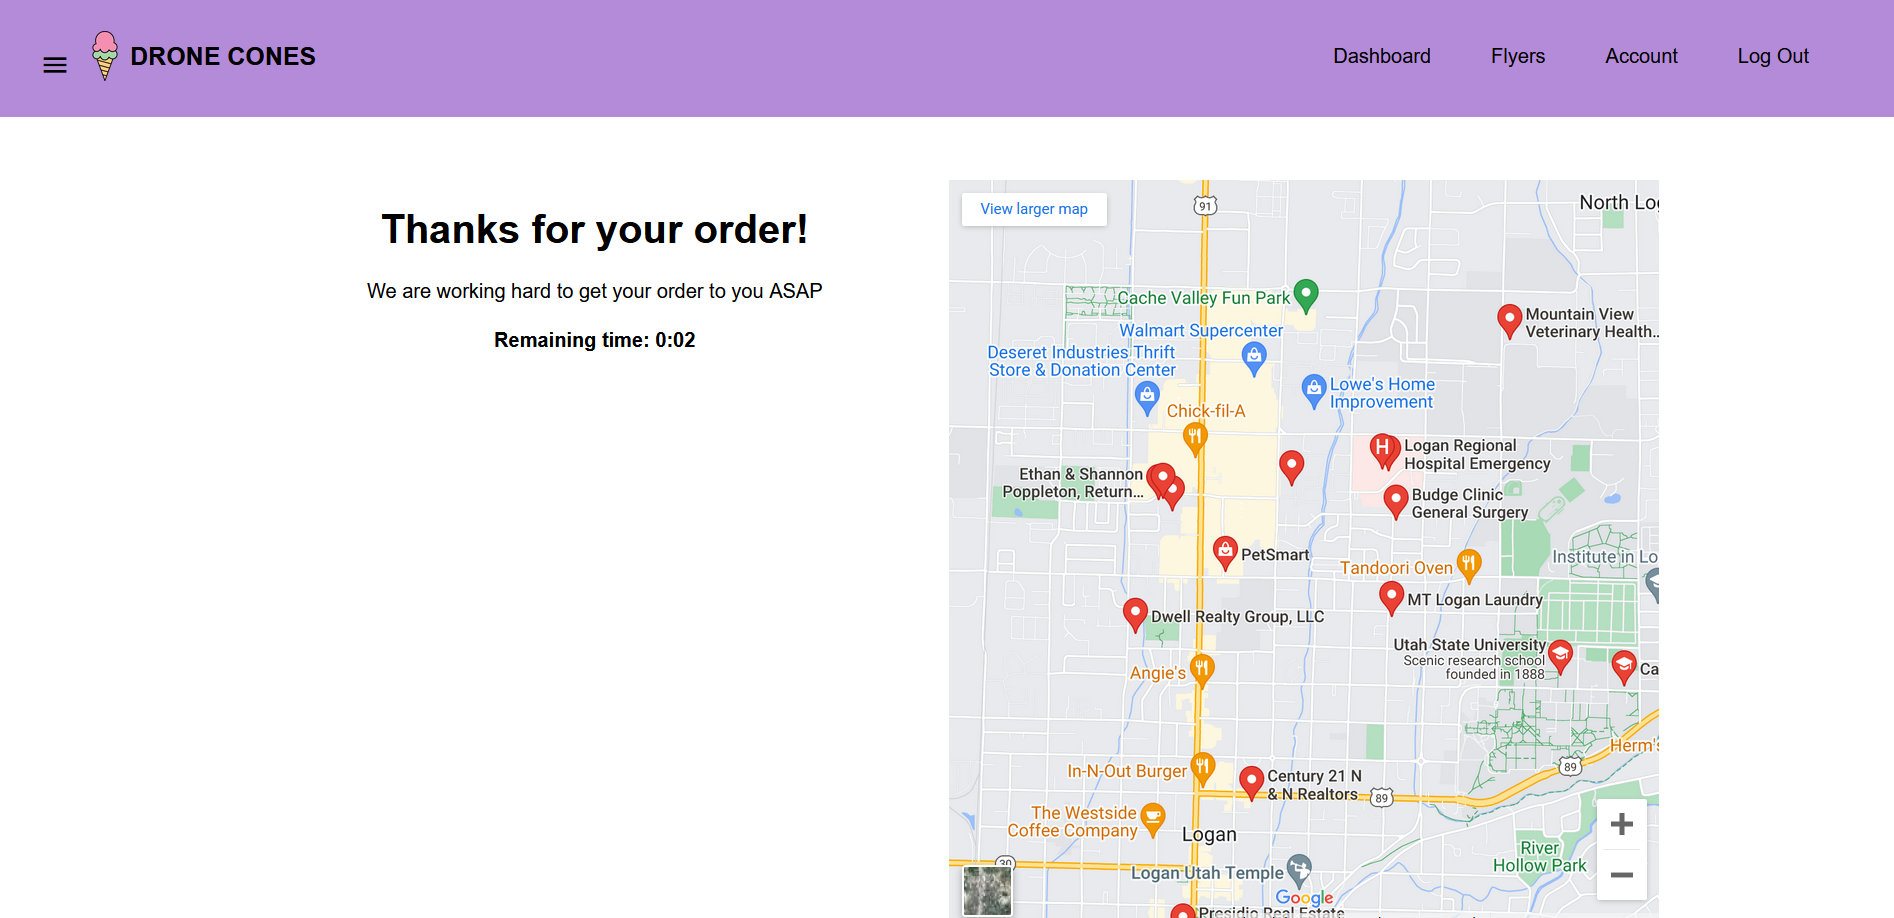 DRONE CONES
Dashboard
Flyers
Account
Log Out
Thanks for your order!
We are working hard to get your order to you ASAP
Remaining time: 0:02
View larger map
91
North Lo
Cache Valley Fun Park
Walmart Supercenter
Mountain View
Veterinary Health...
Deseret Industries Thrift
Store & Donation Center
Lowe's Home
Improvement
Chick-fil-A
H
Logan Regional
Hospital Emergency
Ethan & Shannon
Poppleton, Return...
Budge Clinic
General Surgery
PetSmart
Institute in Lo
Tandoori Oven
MT Logan Laundry
Dwell Realty Group, LLC
Utah State University
Scenic research school
founded in 1888
Ca
Angie's
Herm's
89
In-N-Out Burger
Century 21 N
& N Realtors
89
The Westside
Coffee Company
Logan
River
Hollow Park
30
Logan Utah Temple
Google
Presidio Real Estate